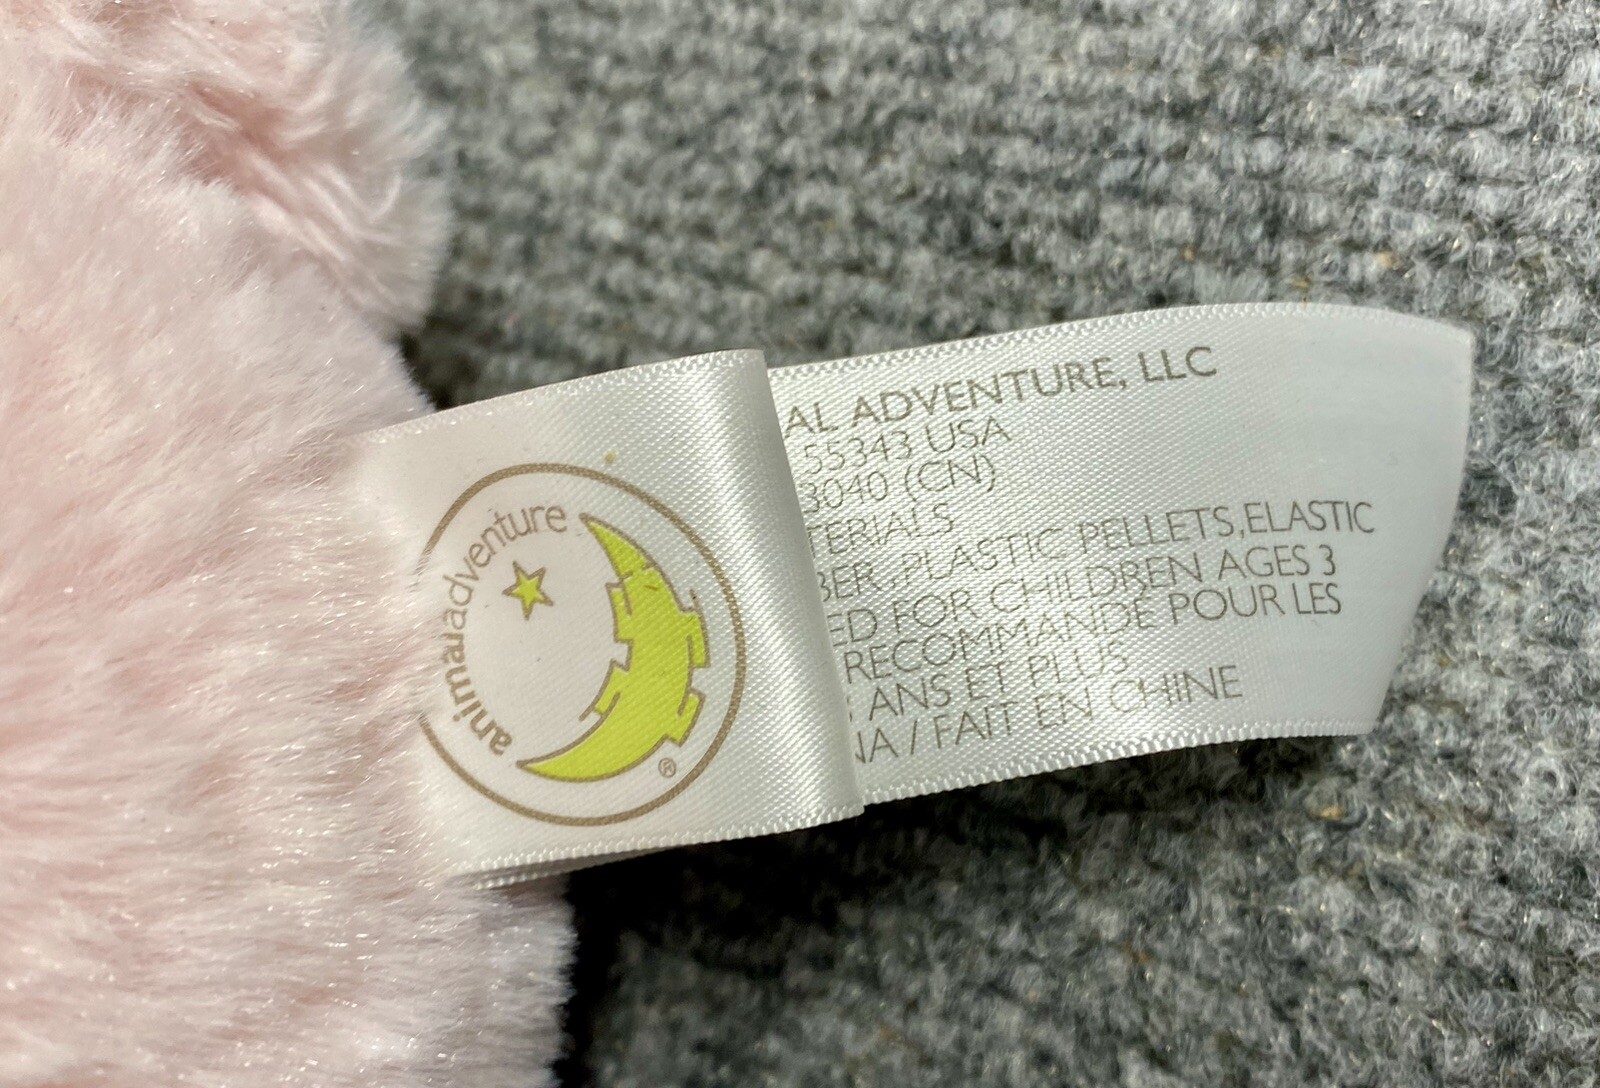 animaladventure
®
AL ADVENTURE, LLC
55343 USA
3040 (CN)
TERIALS
BER, PLASTIC PELLETS,ELASTIC
ED FOR CHILDREN AGES 3
RECOMMANDÉ POUR LES
ANS ET PLUS
NA / FAIT EN CHINE